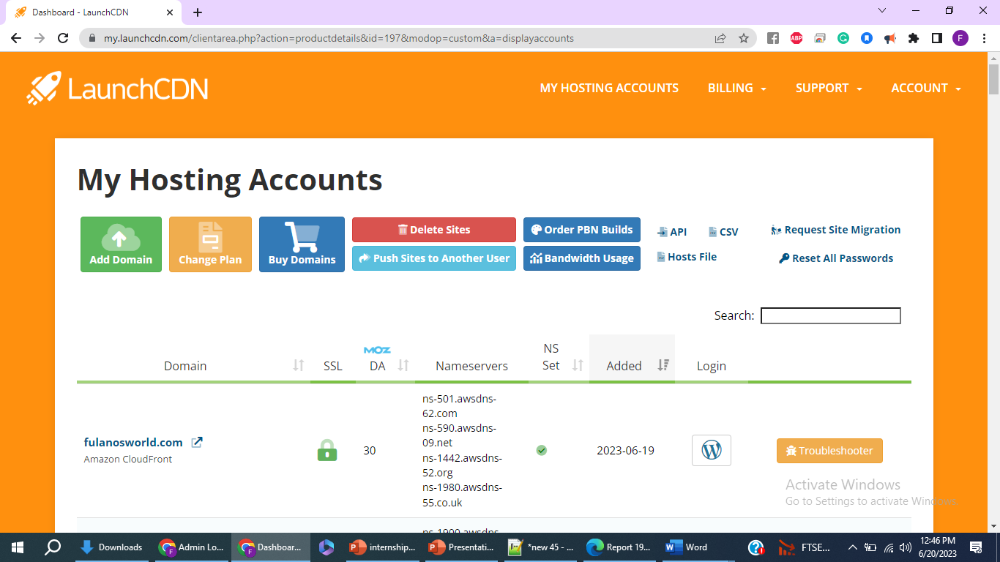 Dashboard - LaunchCDN
my.launchcdn.com/clientarea.php?action=productdetails&id=197&modop=custom&a=displayaccounts
ABP
F
LaunchCDN
MY HOSTING ACCOUNTS
BILLING
SUPPORT
ACCOUNT
My Hosting Accounts
Add Domain
Change Plan
Buy Domains
Delete Sites
Push Sites to Another User
Order PBN Builds
Bandwidth Usage
API
CSV
Hosts File
Request Site Migration
Reset All Passwords
Search:
Domain
SSL
MOZ
DA
Nameservers
NS
Set
Added
Login
fulanosworld.com
Amazon CloudFront
30
ns-501.awsdns-
62.com
ns-590.awsdns-
09.net
ns-1442.awsdns-
52.org
ns-1980.awsdns-
55.co.uk
2023-06-19
Troubleshooter
Activate Windows
Go to Settings to activate Windows.
Downloads
Admin Lo...
Dashboar...
internship...
Presentati...
*new 45 - ...
Report 19...
Word
FTSE...
12:46 PM
6/20/2023